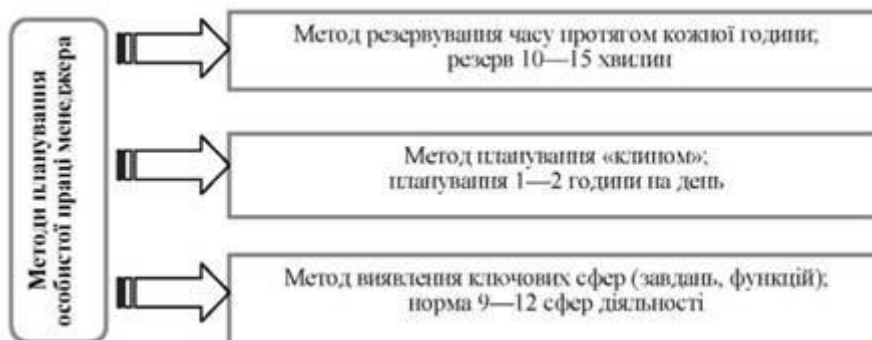 Методи планування
особистої праці менеджера
Метод резервування часу протягом кожної години;
резерв 10—15 хвилин
Метод планування «клином»;
планування 1—2 години на день
Метод виявлення ключових сфер (завдань, функцій);
норма 9—12 сфер діяльності